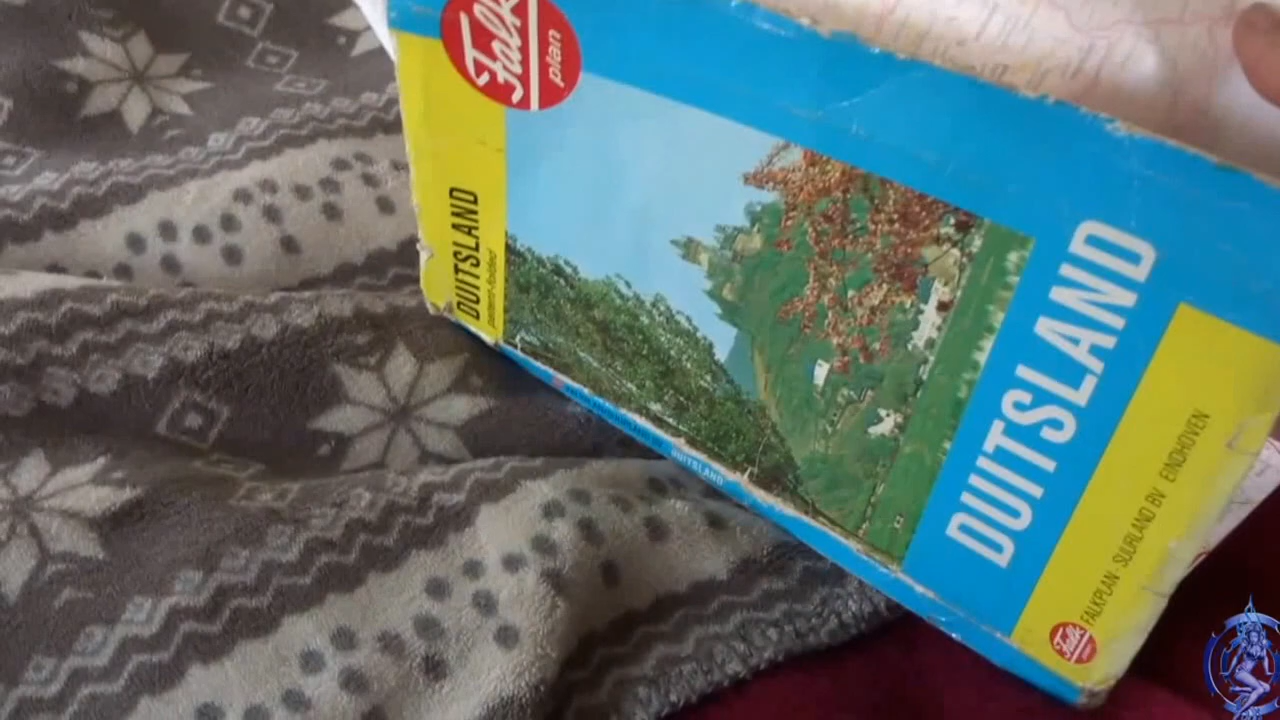 Falk
plan
DUITSLAND
patent-folded
DUITSLAND
FALKPLAN-SUURLAND BV EINDHOVEN
Falk
DUITSLAND